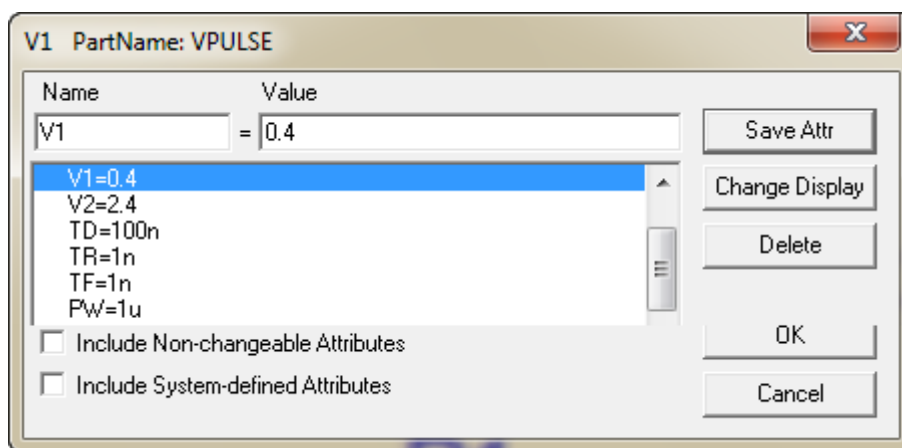 V1 PartName: VPULSE
Name Value
V1 = 0.4
Save Attr
V1=0.4
V2=2.4
TD=100n
TR=1n
TF=1n
PW=1u
Change Display
Delete
Include Non-changeable Attributes
Include System-defined Attributes
OK
Cancel